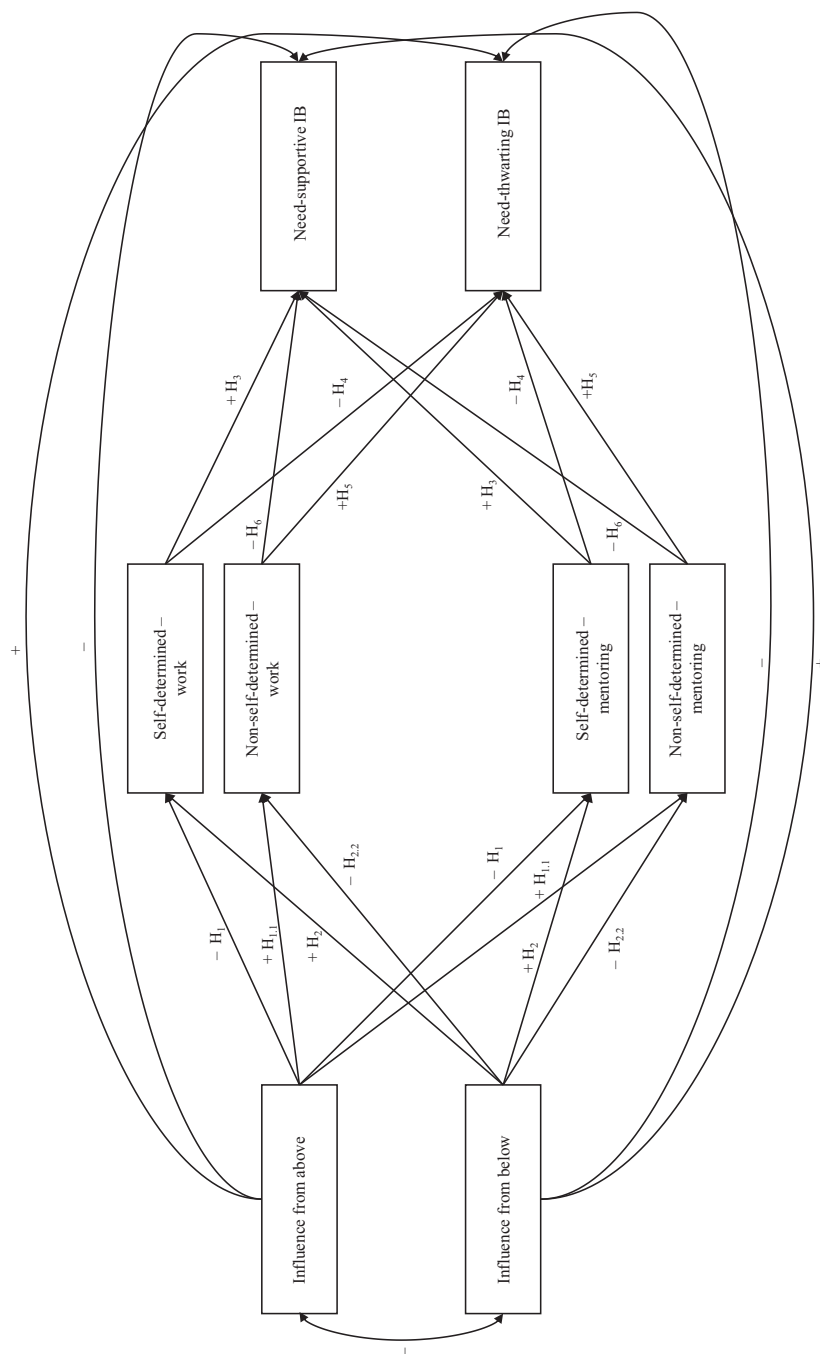 Influence from above
Influence from below
–
+
–
– H₁
+ H₁.₁
+ H₂
– H₂.₂
– H₁
+ H₁.₁
+ H₂
– H₂.₂
Self-determined –
work
Non-self-determined –
work
Self-determined –
mentoring
Non-self-determined –
mentoring
+ H₃
– H₄
– H₆
+H₅
+ H₃
– H₄
– H₆
+H₅
Need-supportive IB
Need-thwarting IB
–
+